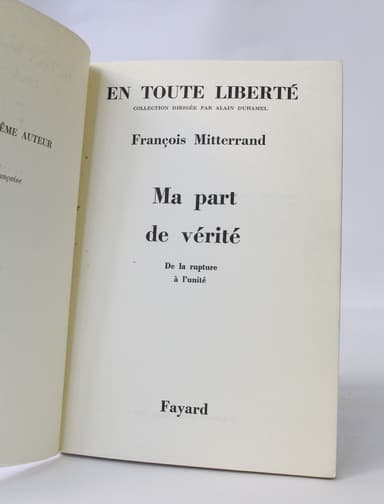 ÊME AUTEUR
ançaise
EN TOUTE LIBERTÉ
COLLECTION DIRIGÉE PAR ALAIN DUHAMEL
François Mitterrand
Ma part
de vérité
De la rupture
à l'unité
Fayard